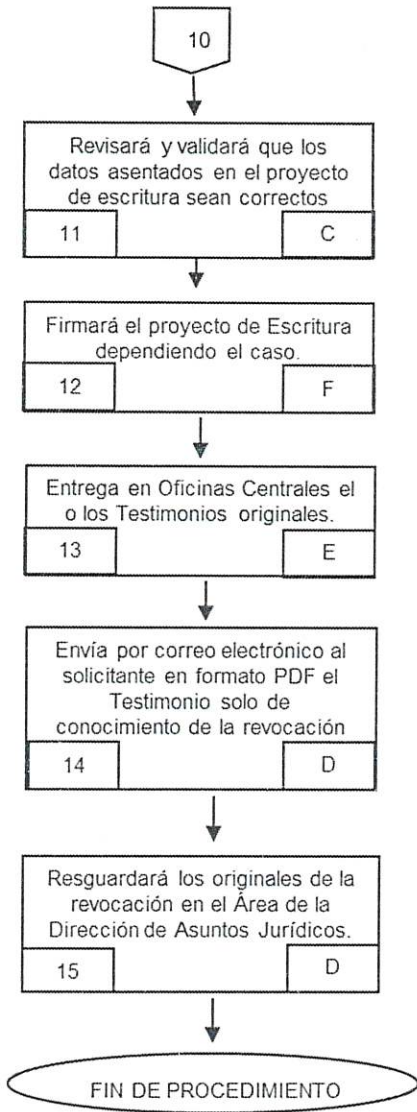 10
Revisará y validará que los
datos asentados en el proyecto
de escritura sean correctos
11 C
Firmará el proyecto de Escritura
dependiendo el caso.
12 F
Entrega en Oficinas Centrales el
o los Testimonios originales.
13 E
Envía por correo electrónico al
solicitante en formato PDF el
Testimonio solo de
conocimiento de la revocación
14 D
Resguardará los originales de la
revocación en el Área de la
Dirección de Asuntos Jurídicos.
15 D
FIN DE PROCEDIMIENTO